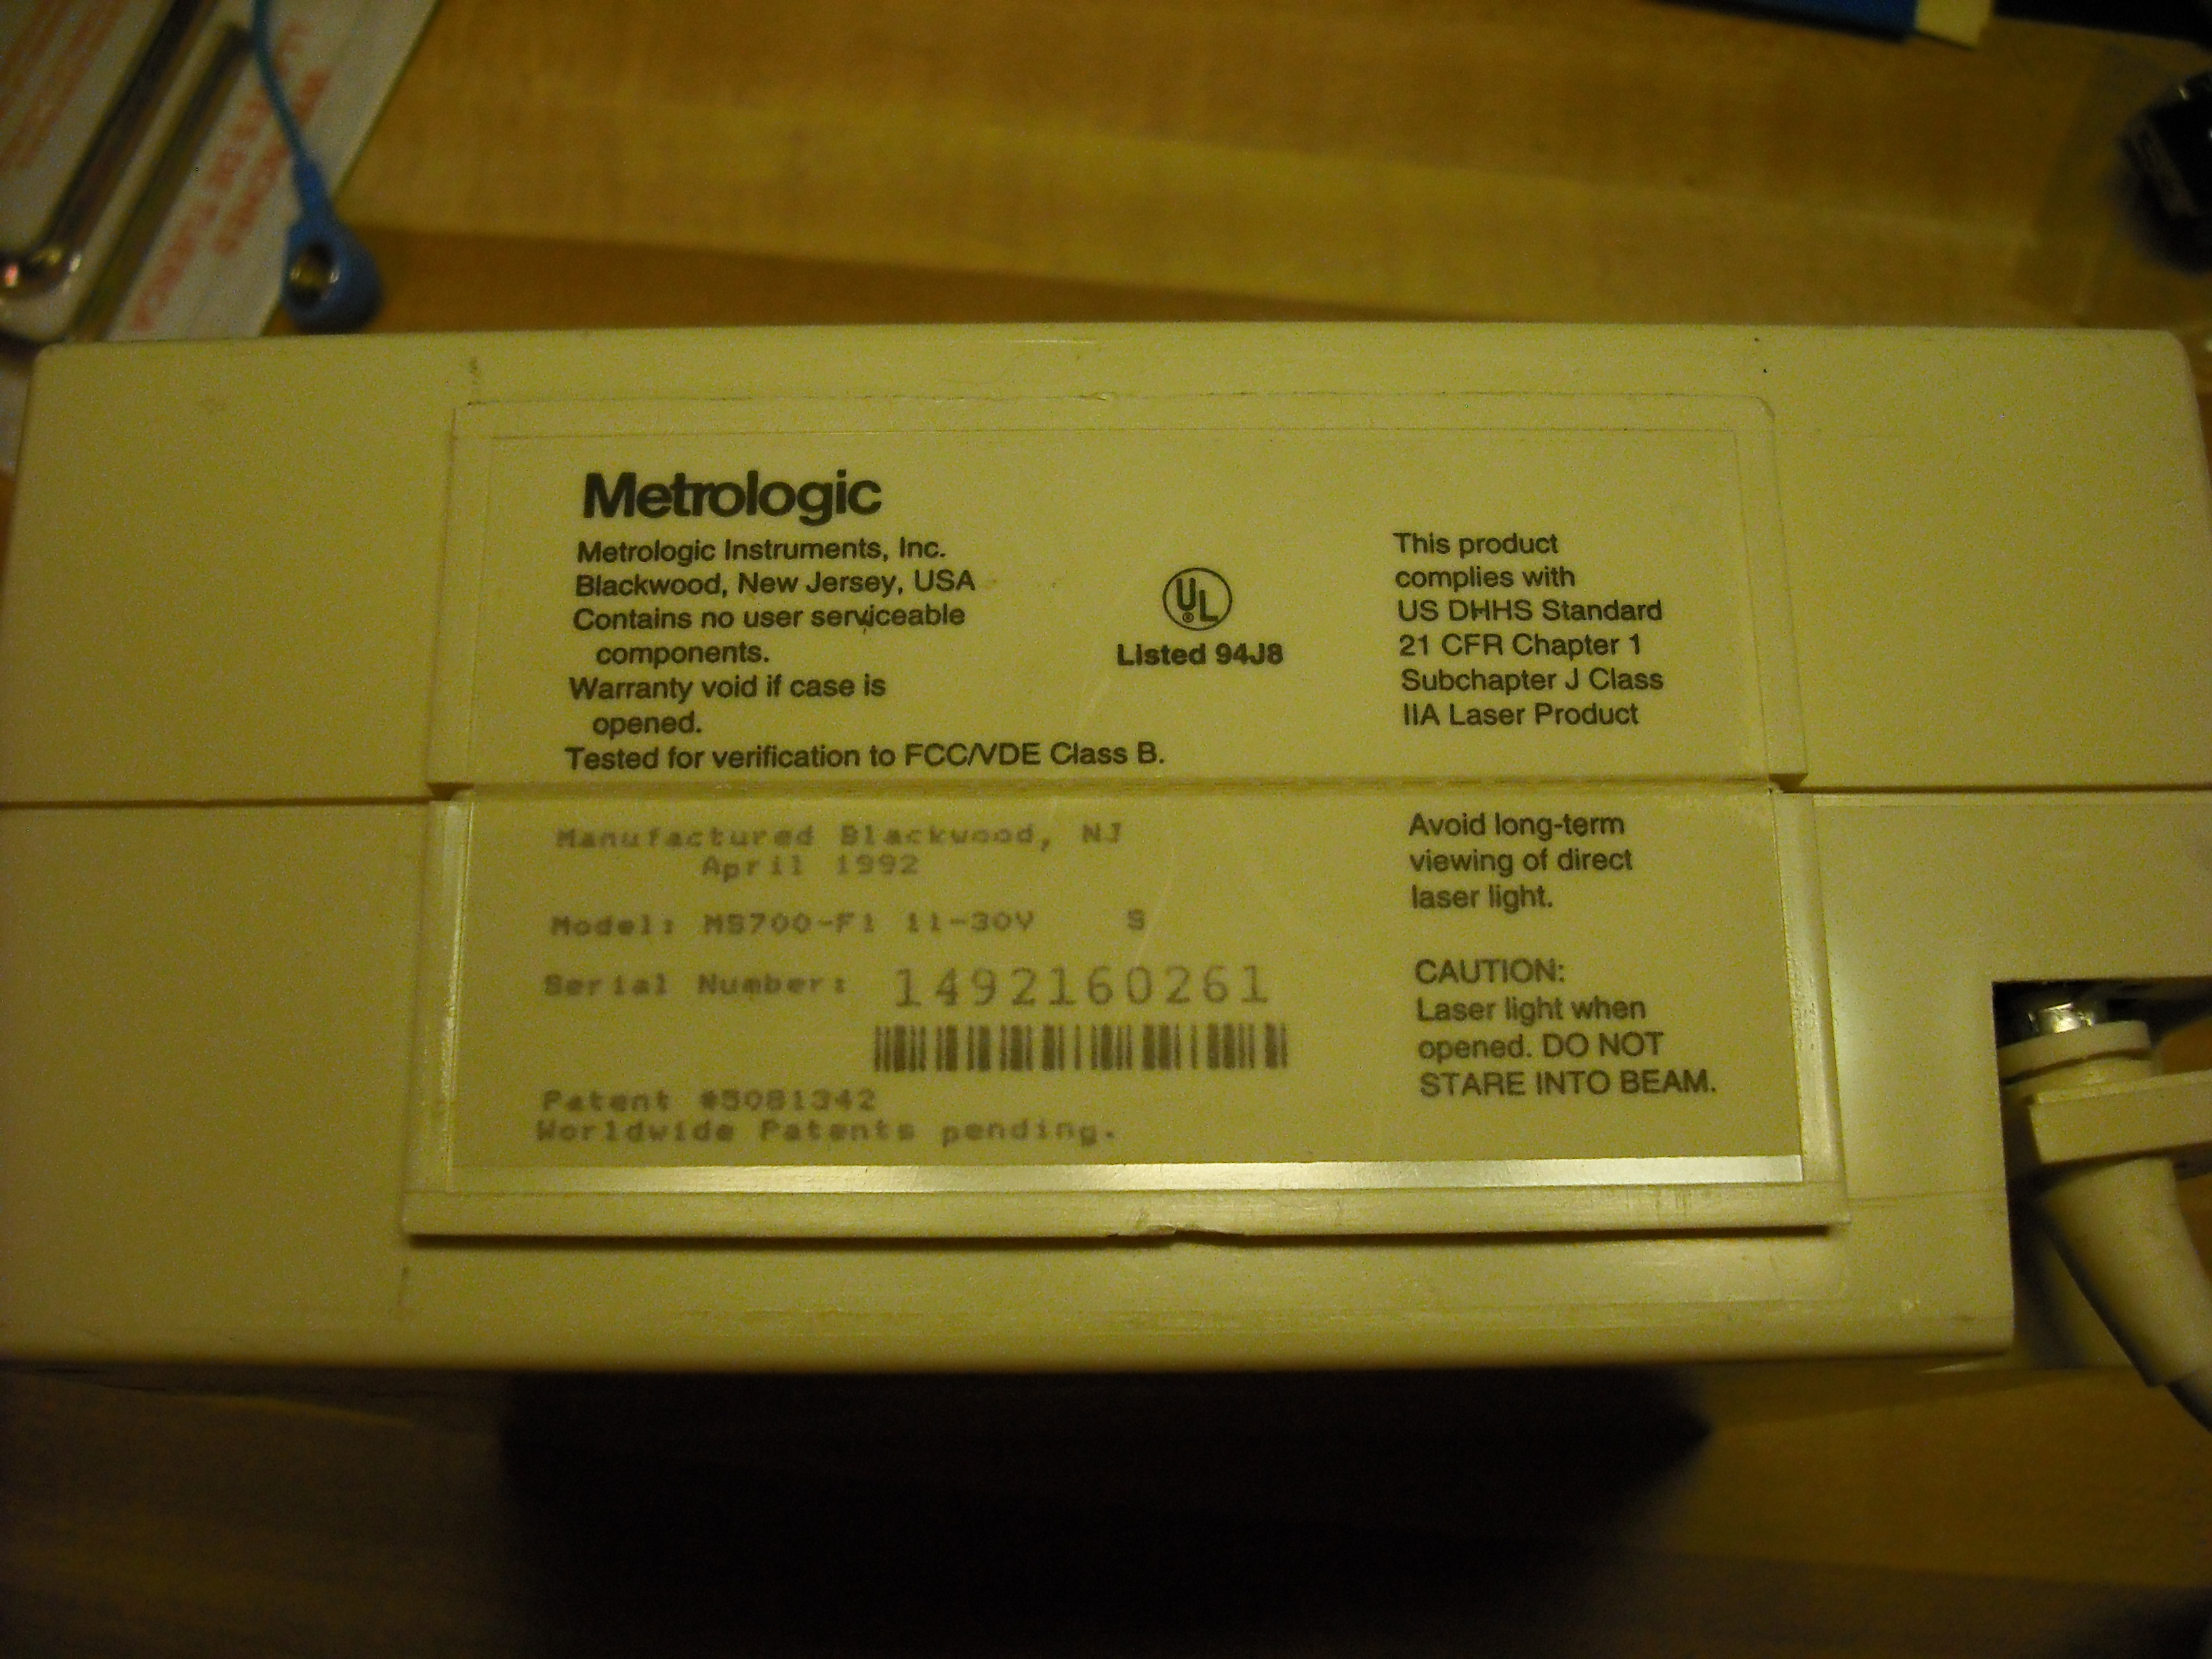 Metrologic
Metrologic Instruments, Inc.
Blackwood, New Jersey, USA
Contains no user serviceable
components.
Warranty void if case is
opened.
Tested for verification to FCC/VDE Class B.
UL
Listed 94J8
This product
complies with
US DHHS Standard
21 CFR Chapter 1
Subchapter J Class
IIA Laser Product
Manufactured Blackwood, NJ
April 1992
Model: MS700-F1 11-30V S
Serial Number: 1492160261
Patent #5081342
Worldwide Patents pending.
Avoid long-term
viewing of direct
laser light.
CAUTION:
Laser light when
opened. DO NOT
STARE INTO BEAM.